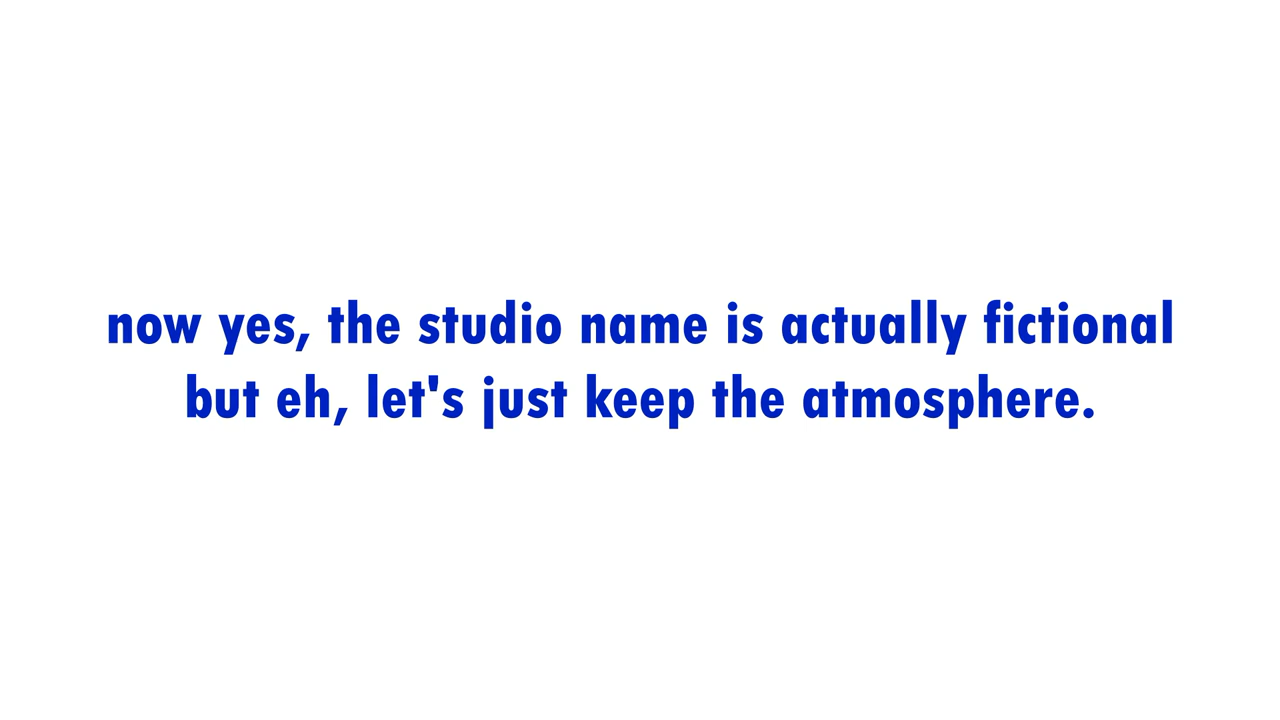 now yes, the studio name is actually fictional
but eh, let's just keep the atmosphere.